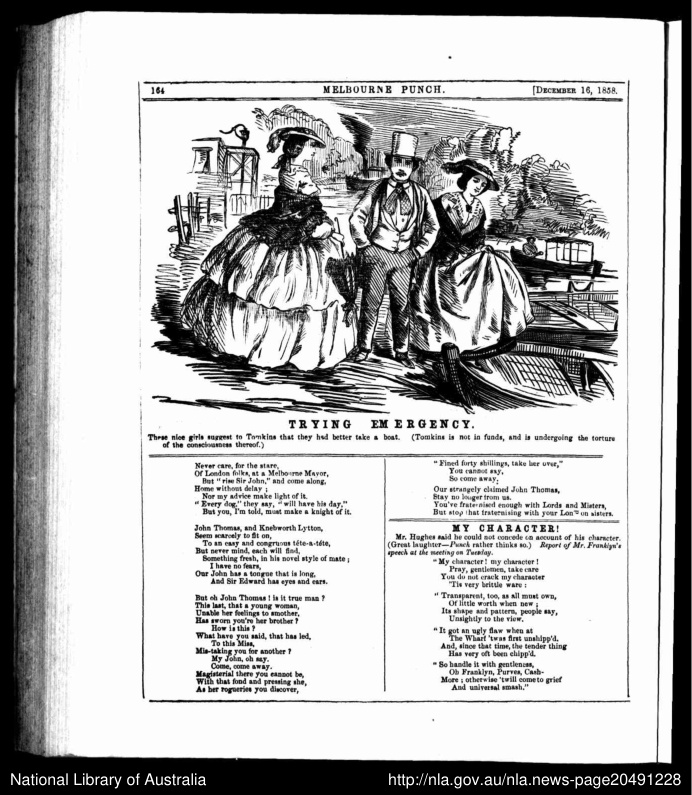 164
MELBOURNE PUNCH.
[DECEMBER 16, 1858.
TRYING EMERGENCY.
These nice girls suggest to Tomkins that they had better take a boat. (Tomkins is not in funds, and is undergoing the torture
of the consciousness thereof.)
Never care, for the stare,
Of London folks, at a Melbourne Mayor,
But "rise Sir John," and come along,
Home without delay ;
Nor my advice make light of it.
"Every dog," they say, "will have his day,"
But you, I'm told, must make a knight of it.
John Thomas, and Knebworth Lytton,
Seem scarcely to fit on,
To an easy and congruous téte-a-téte,
But never mind, each will find,
Something fresh, in his novel style of mate ;
I have no fears,
Our John has a tongue that is long,
And Sir Edward has eyes and ears.
But oh John Thomas ! is it true man ?
This last, that a young woman,
Unable her feelings to smother,
Has sworn you're her brother ?
How is this ?
What have you said, that has led,
To this Miss,
Mis-taking you for another ?
My John, oh say.
Come, come away.
Magisterial there you cannot be,
With that fond and pressing she,
As her rogueries you discover,
"Fined forty shillings, take her over,"
You cannot say,
So come away.
Our strangely claimed John Thomas,
Stay no longer from us.
You've fraternised enough with Lords and Misters,
But stop that fraternising with your on sisters.
MY CHARACTER!
Mr. Hughes said he could not concede on account of his character.
(Great laughter—Punch rather thinks so.) Report of Mr. Franklyn's
speech at the meeting on Tuesday.
"My character ! my character !
Pray, gentlemen, take care
You do not crack my character
'Tis very brittle ware :
"Transparent, too, as all must own,
Of little worth when new ;
Its shape and pattern, people say,
Unsightly to the view.
"It got an ugly flaw when at
The Wharf 'twas first unshipp'd.
And, since that time, the tender thing
Has very oft been chipp'd.
"So handle it with gentleness,
Oh Franklyn, Purves, Cash-
More ; otherwise 'twill come to grief
And universal smash."
National Library of Australia
http://nla.gov.au/nla.news-page20491228